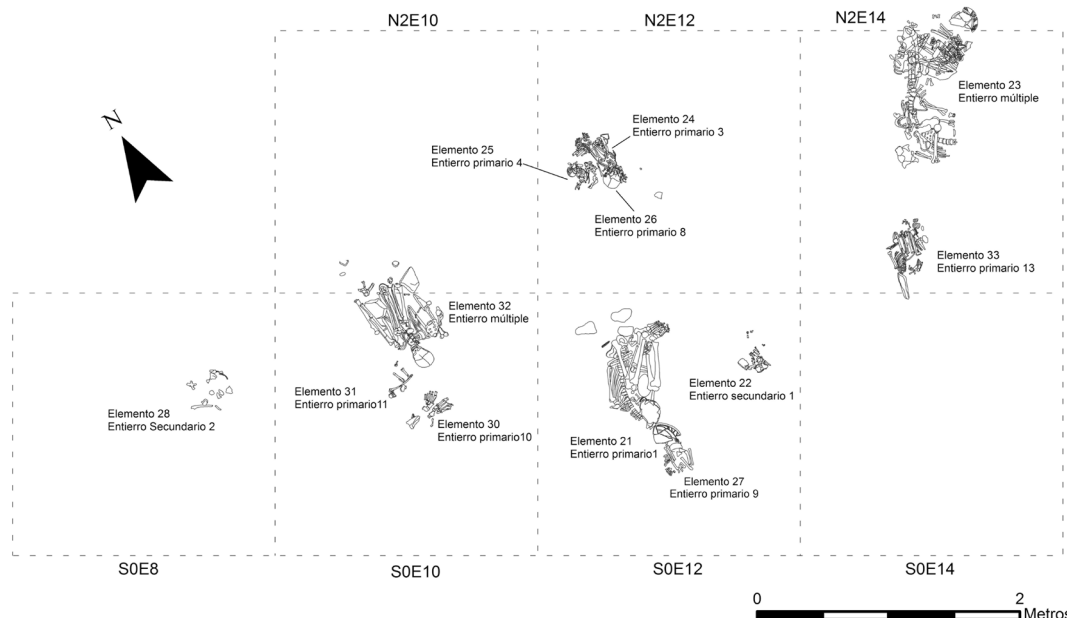 N2E10
N2E12
N2E14
N
Elemento 23
Entierro múltiple
Elemento 24
Entierro primario 3
Elemento 25
Entierro primario 4
Elemento 26
Entierro primario 8
Elemento 33
Entierro primario 13
Elemento 32
Entierro múltiple
Elemento 22
Entierro secundario 1
Elemento 31
Entierro primario11
Elemento 28
Entierro Secundario 2
Elemento 30
Entierro primario10
Elemento 21
Entierro primario1
Elemento 27
Entierro primario 9
S0E8
S0E10
S0E12
S0E14
0
2
Metros